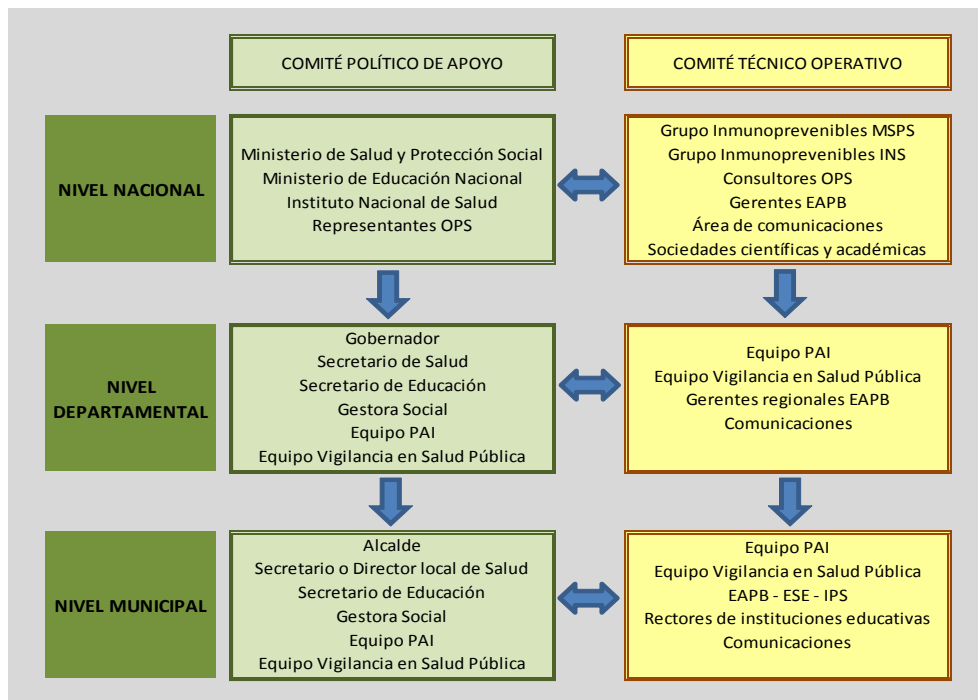 COMITÉ POLÍTICO DE APOYO
COMITÉ TÉCNICO OPERATIVO
NIVEL NACIONAL
Ministerio de Salud y Protección Social
Ministerio de Educación Nacional
Instituto Nacional de Salud
Representantes OPS
Grupo Inmunoprevenibles MSPS
Grupo Inmunoprevenibles INS
Consultores OPS
Gerentes EAPB
Área de comunicaciones
Sociedades científicas y académicas
NIVEL
DEPARTAMENTAL
Gobernador
Secretario de Salud
Secretario de Educación
Gestora Social
Equipo PAI
Equipo Vigilancia en Salud Pública
Equipo PAI
Equipo Vigilancia en Salud Pública
Gerentes regionales EAPB
Comunicaciones
NIVEL MUNICIPAL
Alcalde
Secretario o Director local de Salud
Secretario de Educación
Gestora Social
Equipo PAI
Equipo Vigilancia en Salud Pública
Equipo PAI
Equipo Vigilancia en Salud Pública
EAPB - ESE - IPS
Rectores de instituciones educativas
Comunicaciones